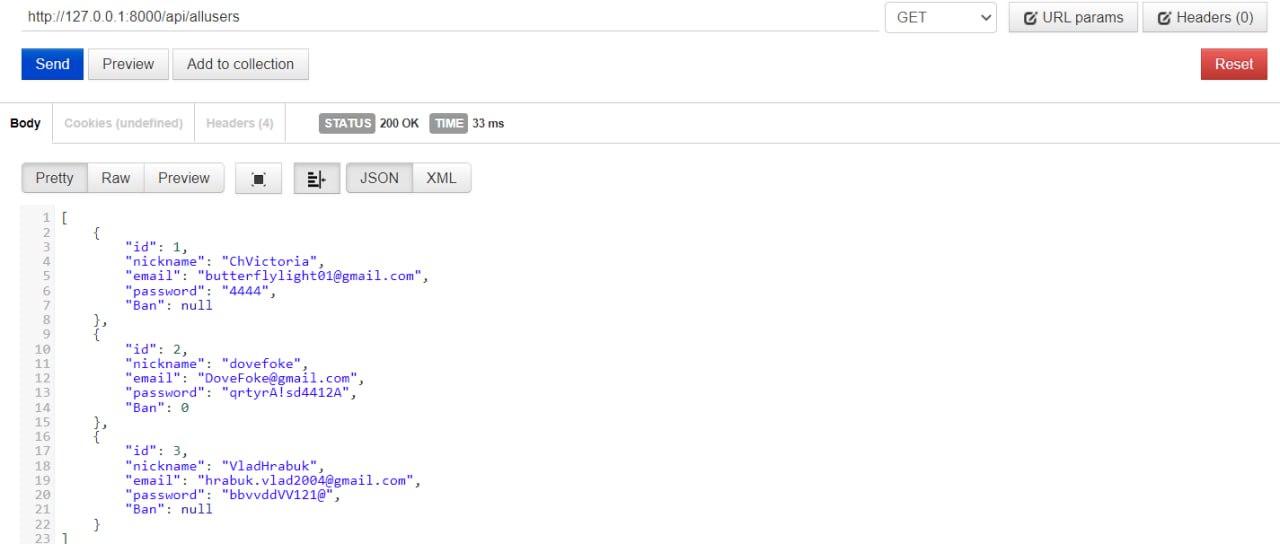 http://127.0.0.1:8000/api/allusers GET URL params Headers (0)
Send Preview Add to collection Reset
Body Cookies (undefined) Headers (4) STATUS 200 OK TIME 33 ms
Pretty Raw Preview JSON XML
1 [
2 {
3 "id": 1,
4 "nickname": "ChVictoria",
5 "email": "butterflylight01@gmail.com",
6 "password": "4444",
7 "Ban": null
8 },
9 {
10 "id": 2,
11 "nickname": "dovefoke",
12 "email": "DoveFoke@gmail.com",
13 "password": "qrtyrA!sd4412A",
14 "Ban": 0
15 },
16 {
17 "id": 3,
18 "nickname": "VladHrabuk",
19 "email": "hrabuk.vlad2004@gmail.com",
20 "password": "bbvvddVV121@",
21 "Ban": null
22 }
23 ]